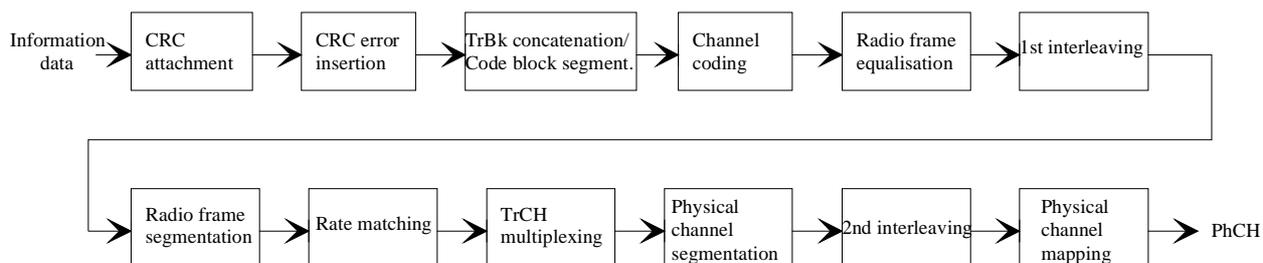 Information
data
CRC
attachment
CRC error
insertion
TrBk concatenation/
Code block segment.
Channel
coding
Radio frame
equalisation
1st interleaving
Radio frame
segmentation
Rate matching
TrCH
multiplexing
Physical
channel
segmentation
2nd interleaving
Physical
channel
mapping
PhCH